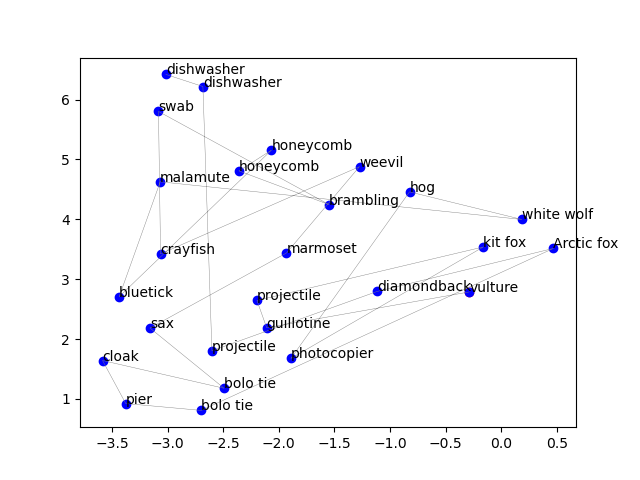 dishwasher
dishwasher
swab
honeycomb
honeycomb
weevil
malamute
hog
brambling
white wolf
crayfish
marmoset
kit fox
Arctic fox
bluetick
projectile
diamondback
vulture
sax
guillotine
projectile
photocopier
cloak
bolo tie
pier
bolo tie
6
5
4
3
2
1
−3.5 −3.0 −2.5 −2.0 −1.5 −1.0 −0.5 0.0 0.5